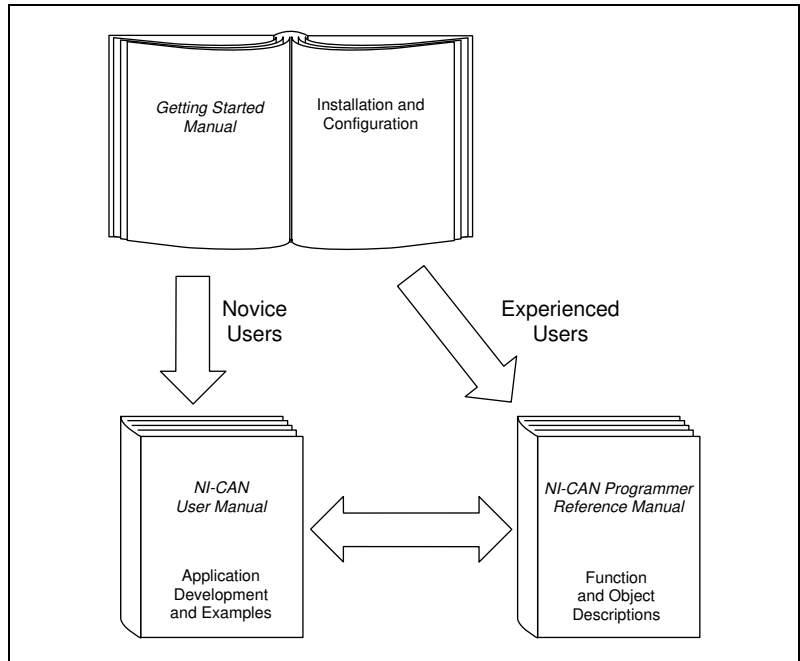 Getting Started
Manual
Installation and
Configuration
Novice
Users
Experienced
Users
NI-CAN
User Manual
Application
Development
and Examples
NI-CAN Programmer
Reference Manual
Function
and Object
Descriptions